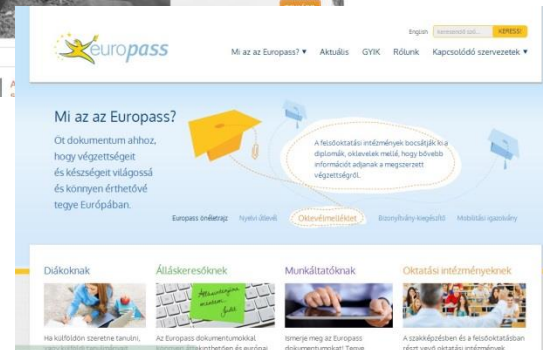 English
KERESÉS
europass
Mi az az Europass? ▾ Aktuális GYIK Rólunk Kapcsolódó szervezetek ▾
Mi az az Europass?
Öt dokumentum ahhoz,
hogy végzettségeit
és készségeit világossá
és könnyen érthetővé
tegye Európában.
A felsőoktatási intézmények bocsátják ki a
diplomák, oklevelek mellé, hogy bővebb
információt adjanak a megszerzett
végzettségről.
Europass önéletrajz Nyelvi útlevél Oklevélmelléklet Bizonyítvány-kiegészítő Mobilitási igazolvány
Diákoknak Álláskeresőknek Munkáltatóknak Oktatási intézményeknek
Ha külföldön szeretne tanulni, Az Europass dokumentumokkal Ismerje meg az Europass A szakképzésben és a felsőoktatásban
dokumentumokat! Tegye részt vevő oktatási intézmények